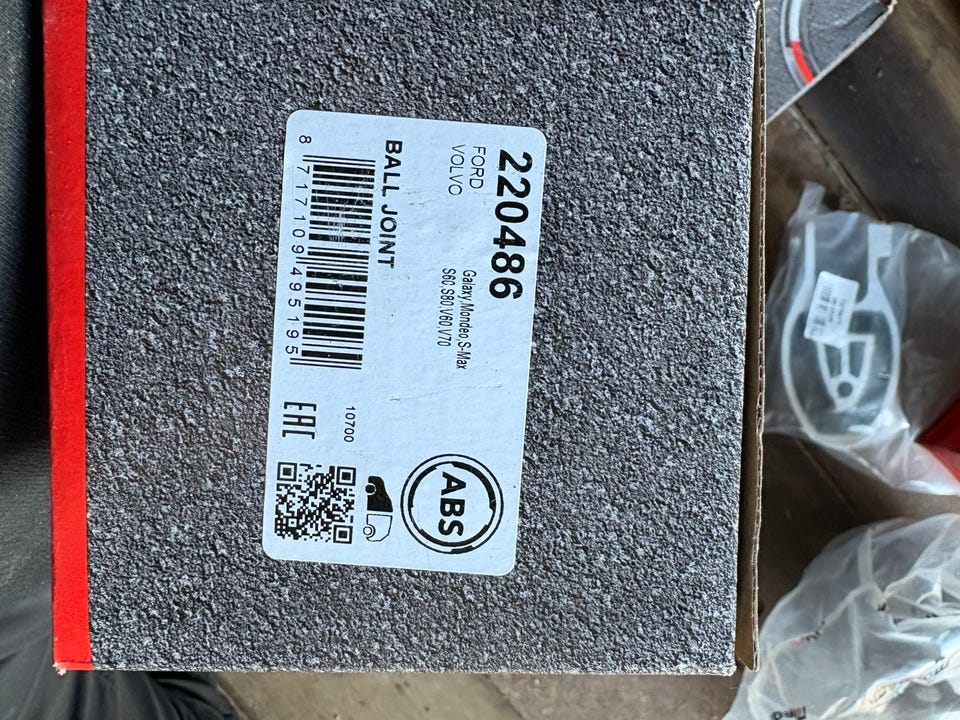 220486
FORD
VOLVO
Galaxy,Mondeo,S-Max
S60,S80,V60,V70
BALL JOINT
8 717109 495195
10700
EAC
ABS